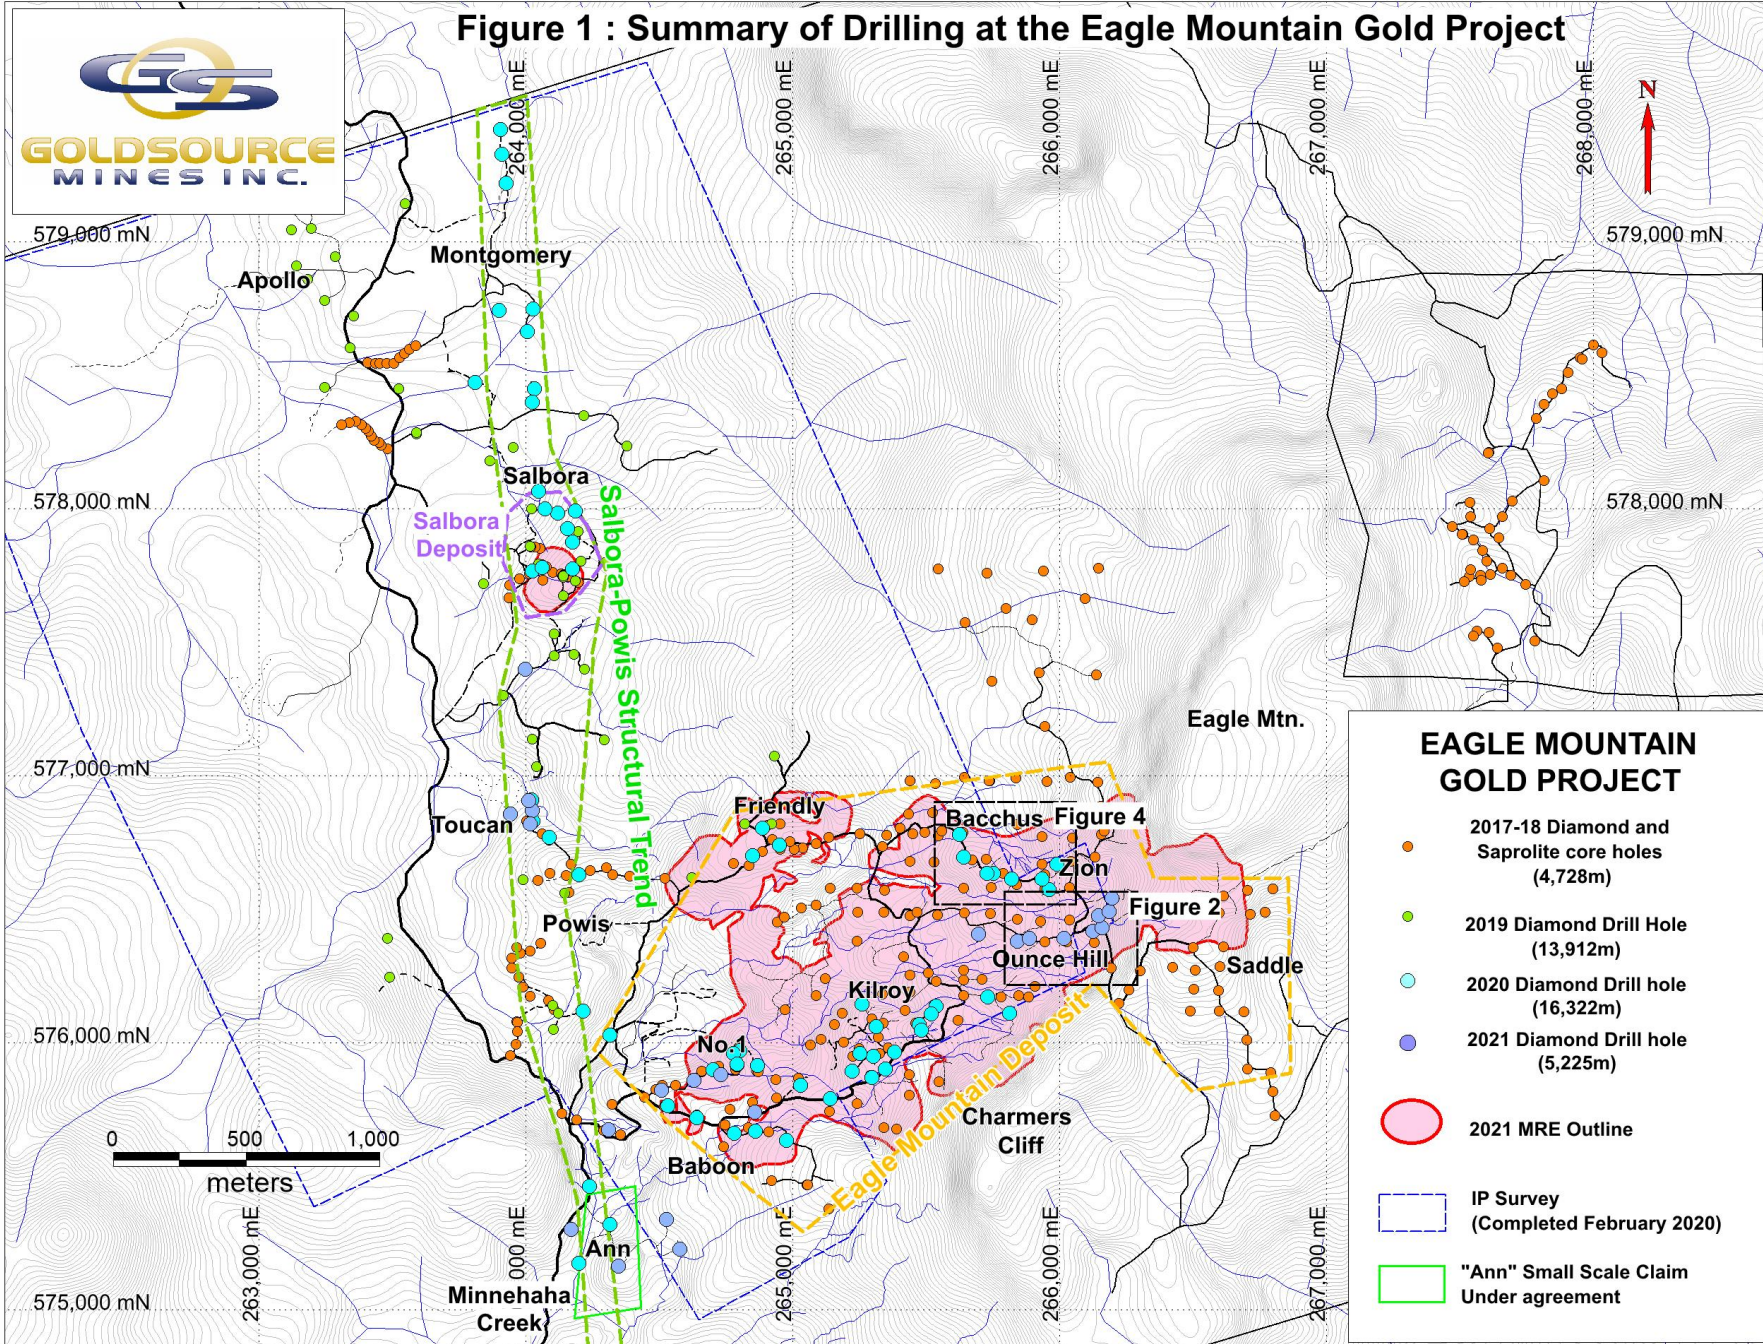 Figure 1 : Summary of Drilling at the Eagle Mountain Gold Project
GS
GOLDSOURCE
MINES INC.
264,000 mE
265,000 mE
266,000 mE
267,000 mE
268,000 mE
N
579,000 mN
579,000 mN
Montgomery
Apollo
Salbora
578,000 mN
578,000 mN
Salbora
Deposit
Salbora-Powis Structural Trend
Eagle Mtn.
577,000 mN
Friendly
Toucan
Bacchus
Figure 4
Zion
Figure 2
Powis
Ounce Hill
Saddle
Kilroy
576,000 mN
No.1
Eagle Mountain Deposit
Charmers
Cliff
Baboon
0 500 1,000
meters
Ann
Minnehaha
Creek
575,000 mN
263,000 mE
,000 mE
265,000 mE
266,000 mE
267,000 mE
EAGLE MOUNTAIN
GOLD PROJECT
2017-18 Diamond and
Saprolite core holes
(4,728m)
2019 Diamond Drill Hole
(13,912m)
2020 Diamond Drill hole
(16,322m)
2021 Diamond Drill hole
(5,225m)
2021 MRE Outline
IP Survey
(Completed February 2020)
"Ann" Small Scale Claim
Under agreement